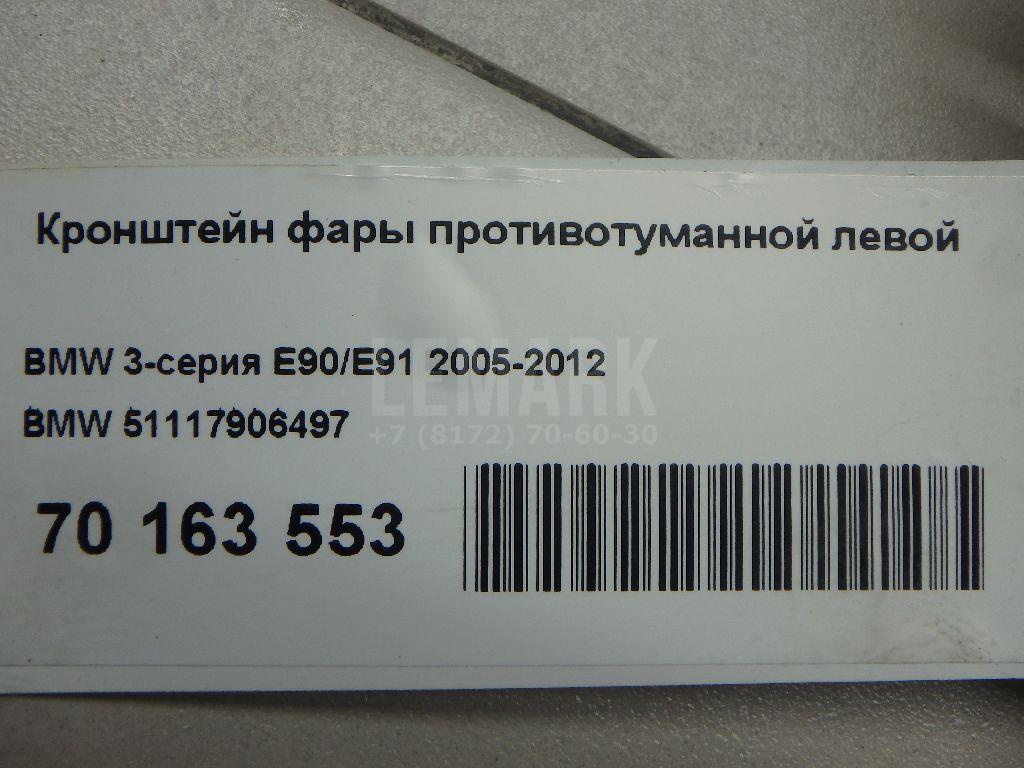 Кронштейн фары противотуманной левой
BMW 3-серия E90/E91 2005-2012
BMW 51117906497
LEMARK
+7 (8172) 70-60-30
70 163 553